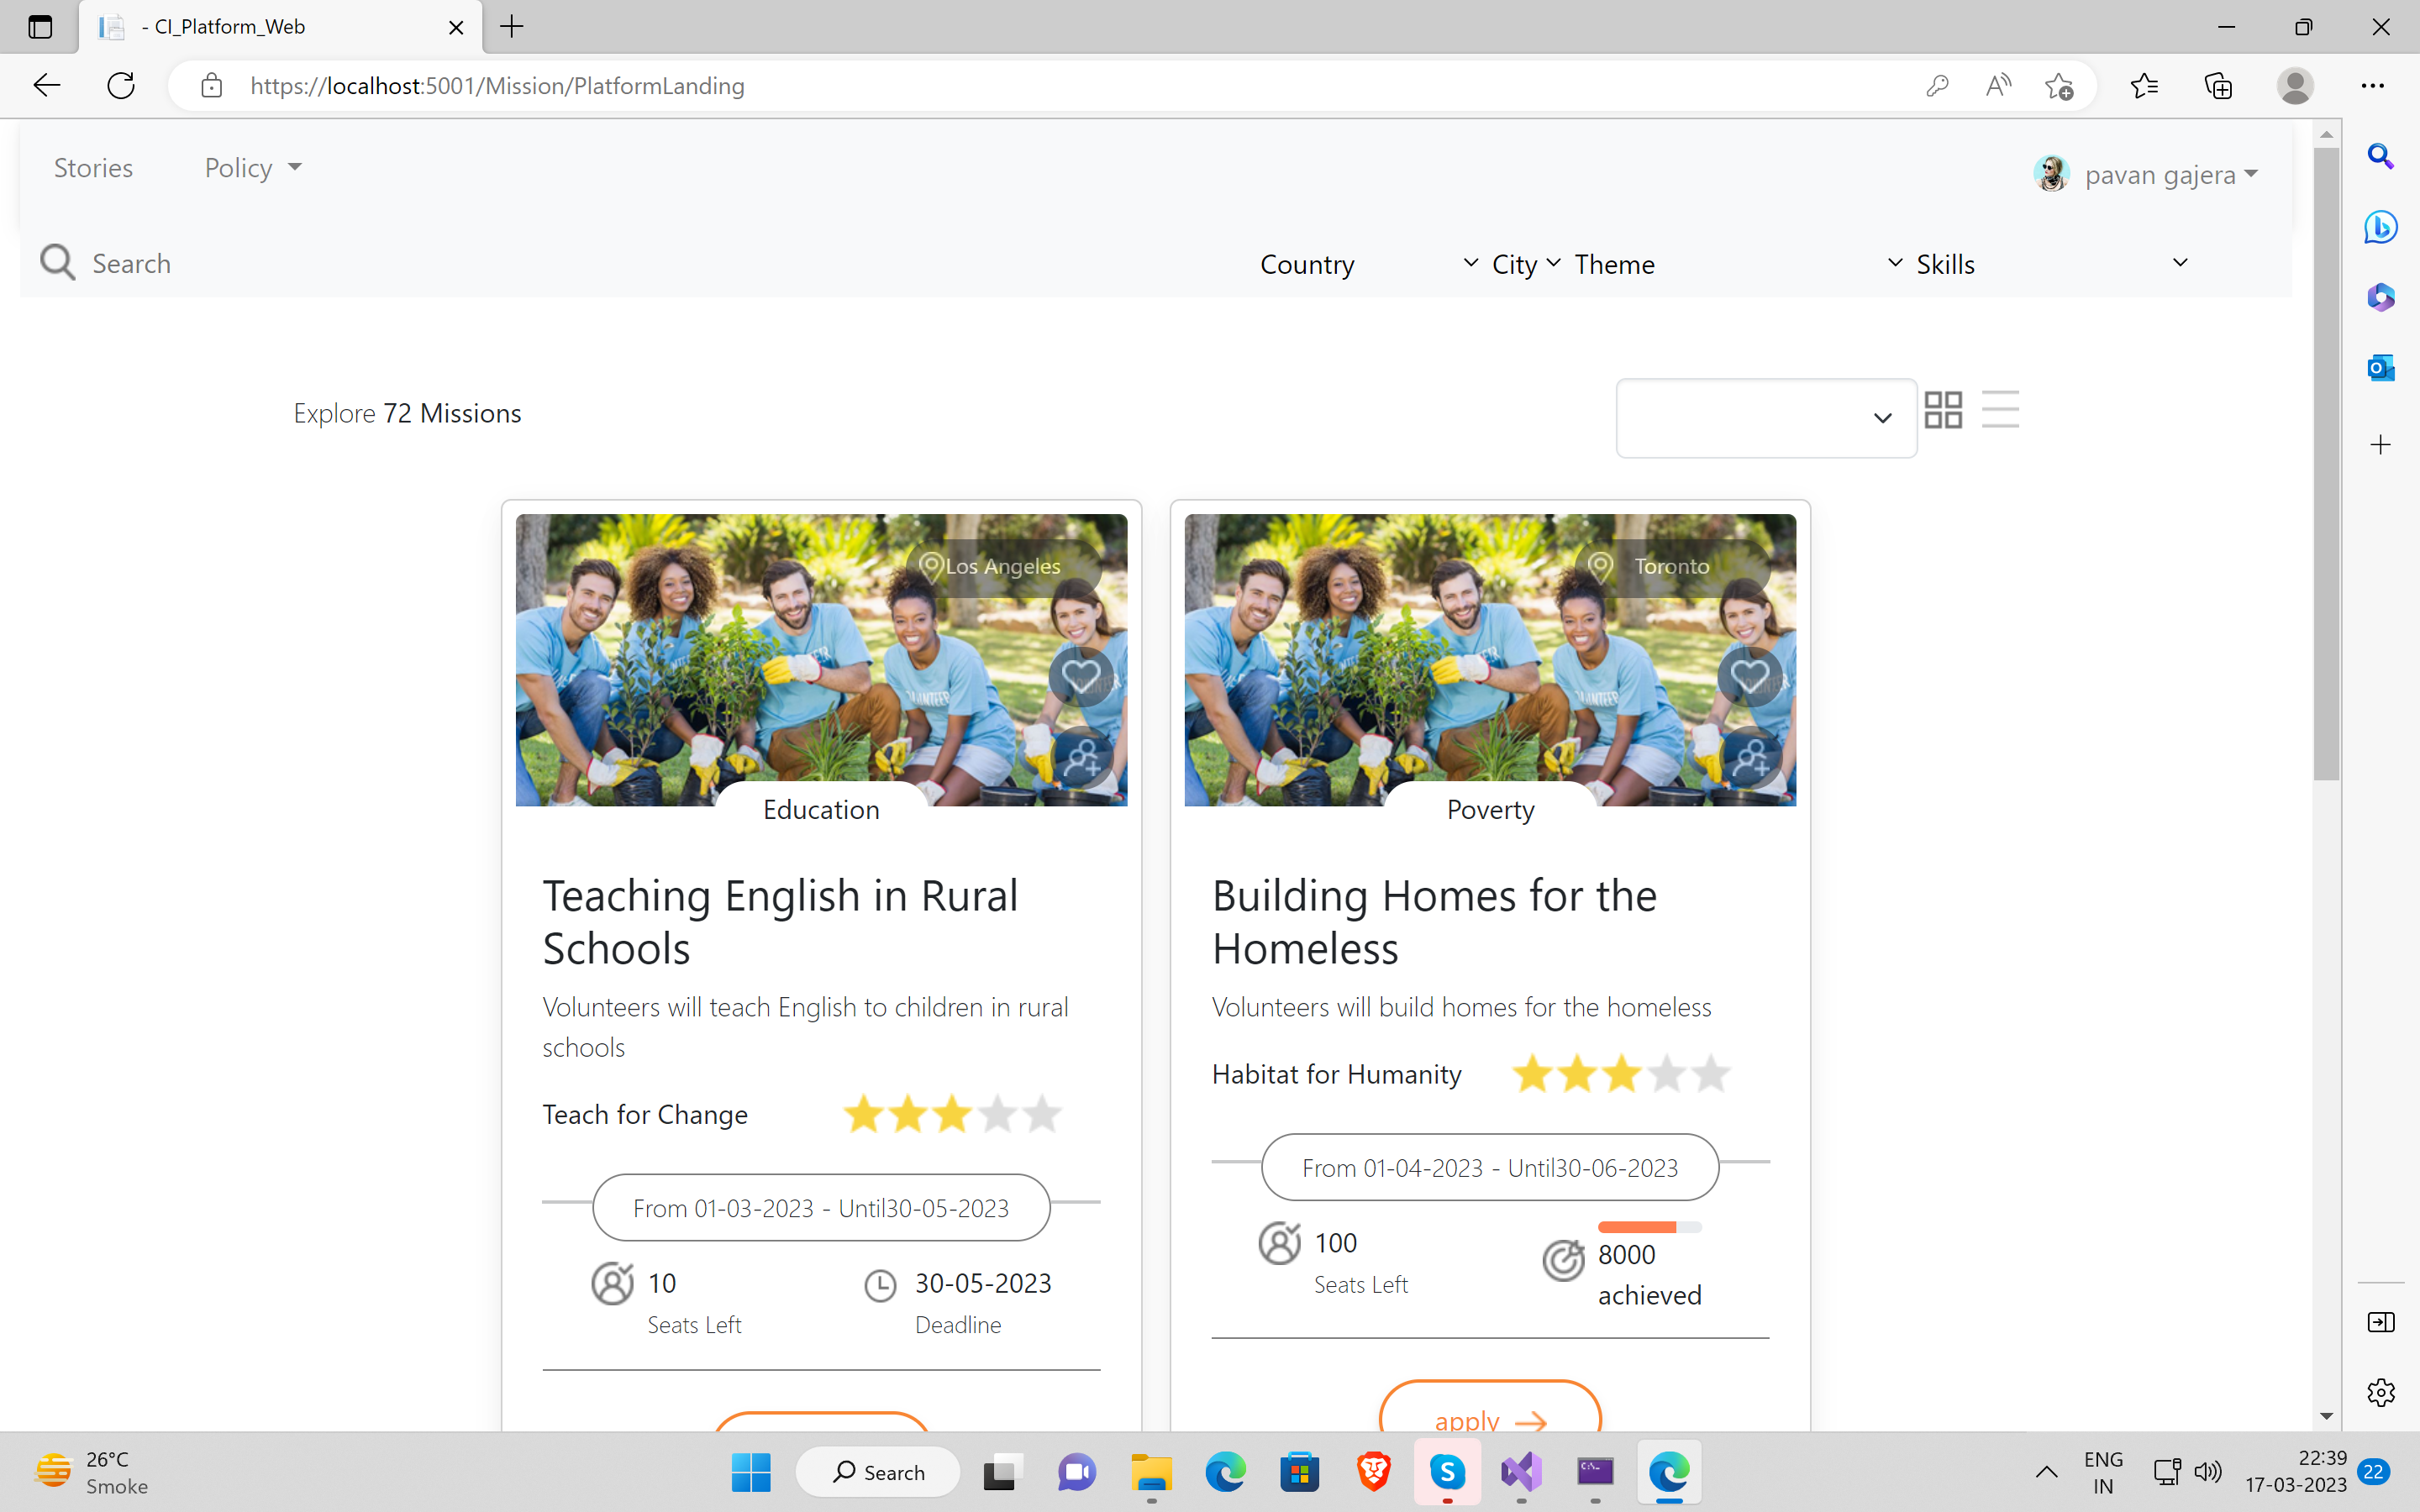 - CI_Platform_Web
https://localhost:5001/Mission/PlatformLanding
Stories
Policy
pavan gajera
Search
Country
City
Theme
Skills
Explore 72 Missions
Los Angeles
Education
Teaching English in Rural
Schools
Volunteers will teach English to children in rural
schools
Teach for Change
From 01-03-2023 - Until30-05-2023
10
Seats Left
30-05-2023
Deadline
Toronto
VOLUNTEER
Poverty
Building Homes for the
Homeless
Volunteers will build homes for the homeless
Habitat for Humanity
From 01-04-2023 - Until30-06-2023
100
Seats Left
8000
achieved
apply
26°C
Smoke
Search
ENG
IN
22:39
17-03-2023
22